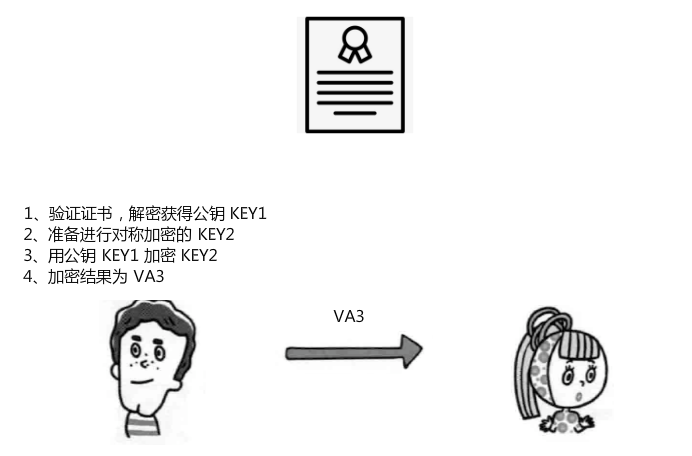 1、验证证书，解密获得公钥 KEY1
2、准备进行对称加密的 KEY2
3、用公钥 KEY1 加密 KEY2
4、加密结果为 VA3
VA3